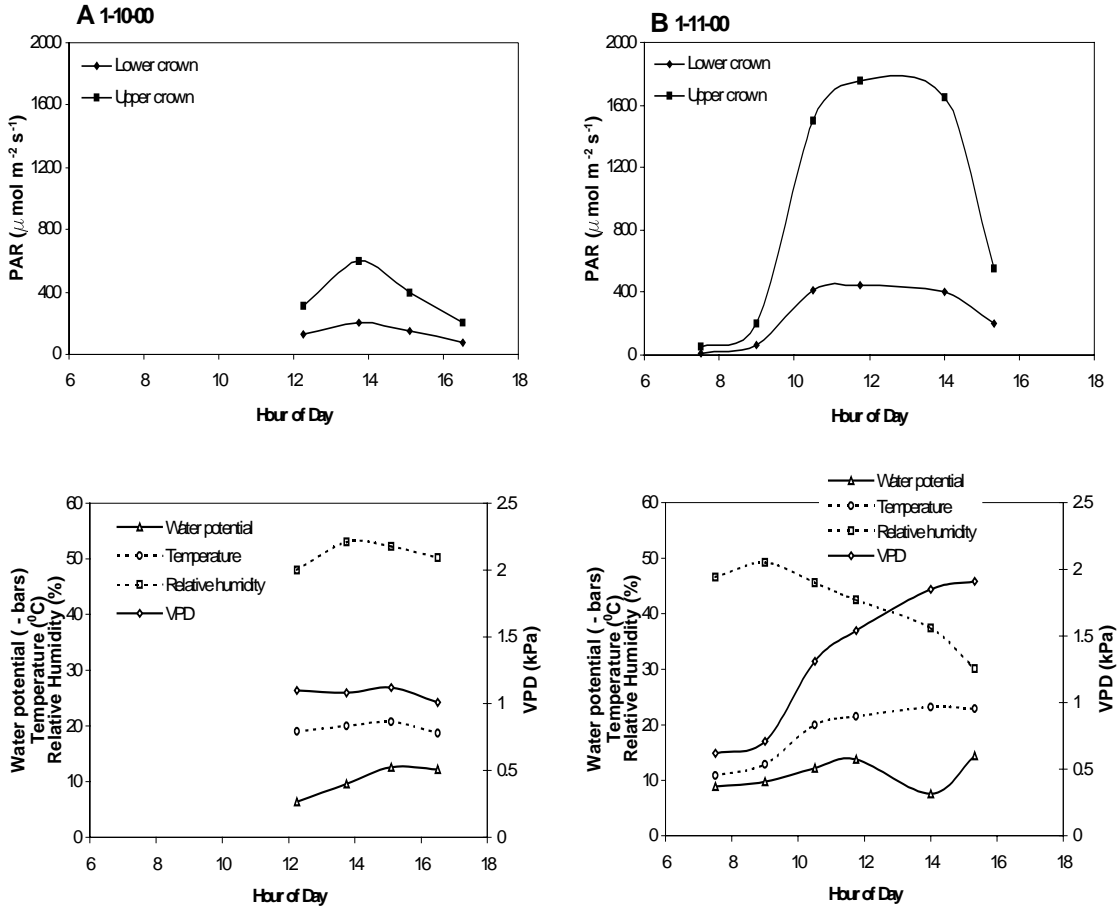 A 1-10-00
2000
1600
1200
800
400
0
PAR (μ mol m⁻² s⁻¹)
Lower crown
Upper crown
6 8 10 12 14 16 18
Hour of Day
B 1-11-00
2000
1600
1200
800
400
0
PAR (μ mol m⁻² s⁻¹)
Lower crown
Upper crown
6 8 10 12 14 16 18
Hour of Day
60
50
40
30
20
10
0
Water potential ( - bars)
Temperature (⁰C)
Relative Humidity (%)
Water potential
Temperature
Relative humidity
VPD
2.5
2
1.5
1
0.5
0
VPD (kPa)
6 8 10 12 14 16 18
Hour of Day
60
50
40
30
20
10
0
Water potential ( - bars)
Temperature (⁰C)
Relative Humidity (%)
Water potential
Temperature
Relative humidity
VPD
2.5
2
1.5
1
0.5
0
VPD (kPa)
6 8 10 12 14 16 18
Hour of Day